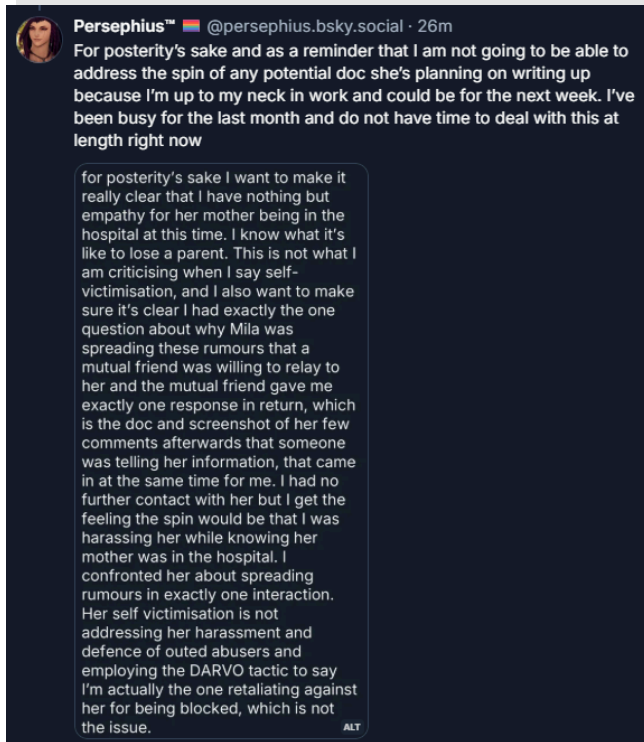 Persephius™ 🏳️‍🌈 @persephius.bsky.social · 26m
For posterity’s sake and as a reminder that I am not going to be able to
address the spin of any potential doc she’s planning on writing up
because I’m up to my neck in work and could be for the next week. I’ve
been busy for the last month and do not have time to deal with this at
length right now
for posterity’s sake I want to make it
really clear that I have nothing but
empathy for her mother being in the
hospital at this time. I know what it’s
like to lose a parent. This is not what I
am criticising when I say self-
victimisation, and I also want to make
sure it’s clear I had exactly the one
question about why Mila was
spreading these rumours that a
mutual friend was willing to relay to
her and the mutual friend gave me
exactly one response in return, which
is the doc and screenshot of her few
comments afterwards that someone
was telling her information, that came
in at the same time for me. I had no
further contact with her but I get the
feeling the spin would be that I was
harassing her while knowing her
mother was in the hospital. I
confronted her about spreading
rumours in exactly one interaction.
Her self victimisation is not
addressing her harassment and
defence of outed abusers and
employing the DARVO tactic to say
I’m actually the one retaliating against
her for being blocked, which is not
the issue.
ALT